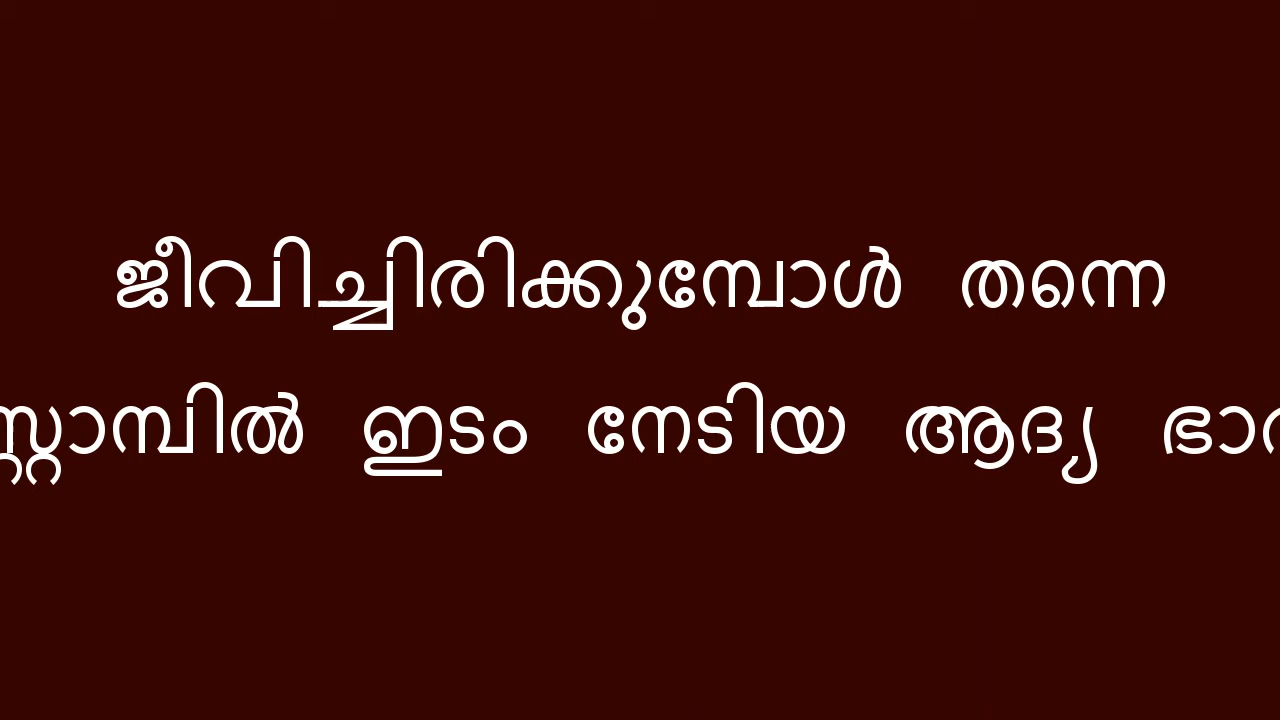 ജീവിച്ചിരിക്കുമ്പോൾ തന്നെ
സ്റ്റാമ്പിൽ ഇടം നേടിയ ആദ്യ